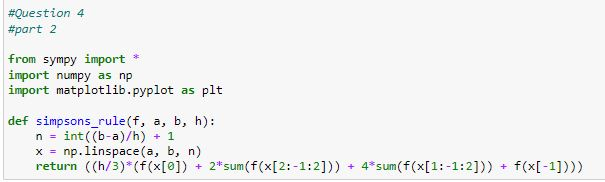 #Question 4
#part 2
from sympy import *
import numpy as np
import matplotlib.pyplot as plt
def simpsons_rule(f, a, b, h):
n = int((b-a)/h) + 1
x = np.linspace(a, b, n)
return ((h/3)*(f(x[0]) + 2*sum(f(x[2:-1:2])) + 4*sum(f(x[1:-1:2])) + f(x[-1])))